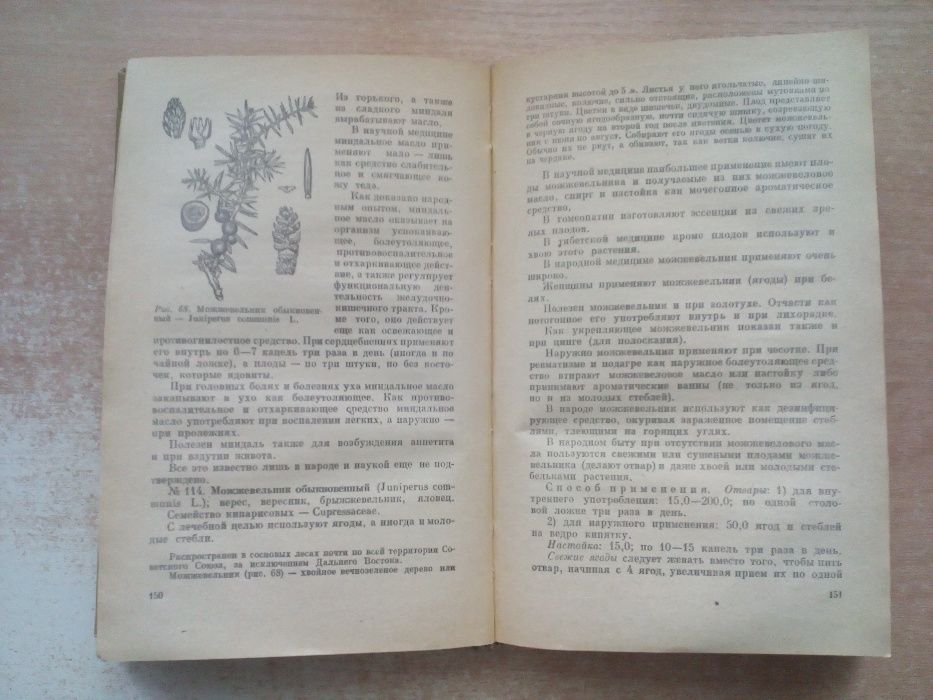 Из горького, а также
из сладкого миндаля
вырабатывают масло.
В научной медицине
миндальное масло при-
меняют мало — лишь
как средство слабитель-
ное и смягчающее ко-
жу тела.
Как доказано народ-
ным опытом, миндаль-
ное масло оказывает на
организм успокаиваю-
щее, болеутоляющее,
противовоспалительное
и отхаркивающее дейст-
вие, а также регулирует
функциональную дея-
тельность желудочно-
кишечного тракта. Кро-
ме того, оно действует
еще как освежающее и
Рис. 68. Можжевельник обыкновен-
ный — Juniperus communis L.
противогнилостное средство. При сердцебиениях применяют
его внутрь по 6—7 капель три раза в день (иногда и по
чайной ложке), а плоды — по три штуки, но без косто-
чек, которые ядовиты.
При головных болях и болезнях уха миндальное масло
закапывают в ухо как болеутоляющее. Как противо-
воспалительное и отхаркивающее средство миндальное
масло употребляют при воспалении легких, а наружно —
при пролежнях.
Полезен миндаль также для возбуждения аппетита
и при вздутии живота.
Все это известно лишь в народе и наукой еще не под-
тверждено.
№ 114. Можжевельник обыкновенный (Juniperus com-
munis L.); верес, вересник, брыжжевельник, яловец.
Семейство кипарисовых — Cupressaceae.
С лечебной целью используют ягоды, а иногда и моло-
дые стебли.
Распространен в сосновых лесах почти по всей территории Со-
ветского Союза, за исключением Дальнего Востока.
Можжевельник (рис. 68) — хвойное вечнозеленое дерево или
150
кустарник высотой до 5 м. Листья у него игольчатые, линейно-ши-
ловидные, колючие, сильно отстоящие, расположены мутовками по
три штуки. Цветки в виде шишечки, двудомные. Плод представляет
собой сочную ягодообразную, почти сидячую шишку, созревающую
в черную ягоду на второй год после цветения. Цветет можжевель-
ник с июня по август. Собирают его ягоды осенью в сухую погоду.
Обычно их не рвут, а обивают, так как ветки колючие, сушат их
на чердаке.
В научной медицине наибольшее применение имеют пло-
ды можжевельника и получаемые из них можжевеловое
масло, спирт и настойка как мочегонное ароматическое
средство.
В гомеопатии изготовляют эссенции из свежих зре-
лых плодов.
В тибетской медицине кроме плодов используют и
хвою этого растения.
В народной медицине можжевельник применяют очень
широко.
Женщины применяют можжевельник (ягоды) при бе-
лях.
Полезен можжевельник и при золотухе. Отчасти как
потогонное его употребляют внутрь и при лихорадке.
Как укрепляющее можжевельник показан также и
при цинге (для полоскания).
Наружно можжевельник применяют при чесотке. При
ревматизме и подагре как наружное болеутоляющее сред-
ство втирают можжевеловое масло или настойку либо
принимают ароматические ванны (не только из ягод,
но и из молодых стеблей).
В народе можжевельник используют как дезинфици-
рующее средство, окуривая зараженное помещение стеб-
лями, тлеющими на горящих углях.
В народном быту при отсутствии можжевелового мас-
ла пользуются свежими или сушеными плодами можже-
вельника (делают отвар) и даже хвоей или молодыми сте-
бельками растения.
Способ применения. Отвары: 1) для вну-
треннего употребления: 15,0—200,0; по одной столо-
вой ложке три раза в день.
2) для наружного применения: 50,0 ягод и стеблей
на ведро кипятку.
Настойка: 15,0; по 10—15 капель три раза в день.
Свежие ягоды следует жевать вместо того, чтобы пить
отвар, начиная с 4 ягод, увеличивая прием их по одной
151